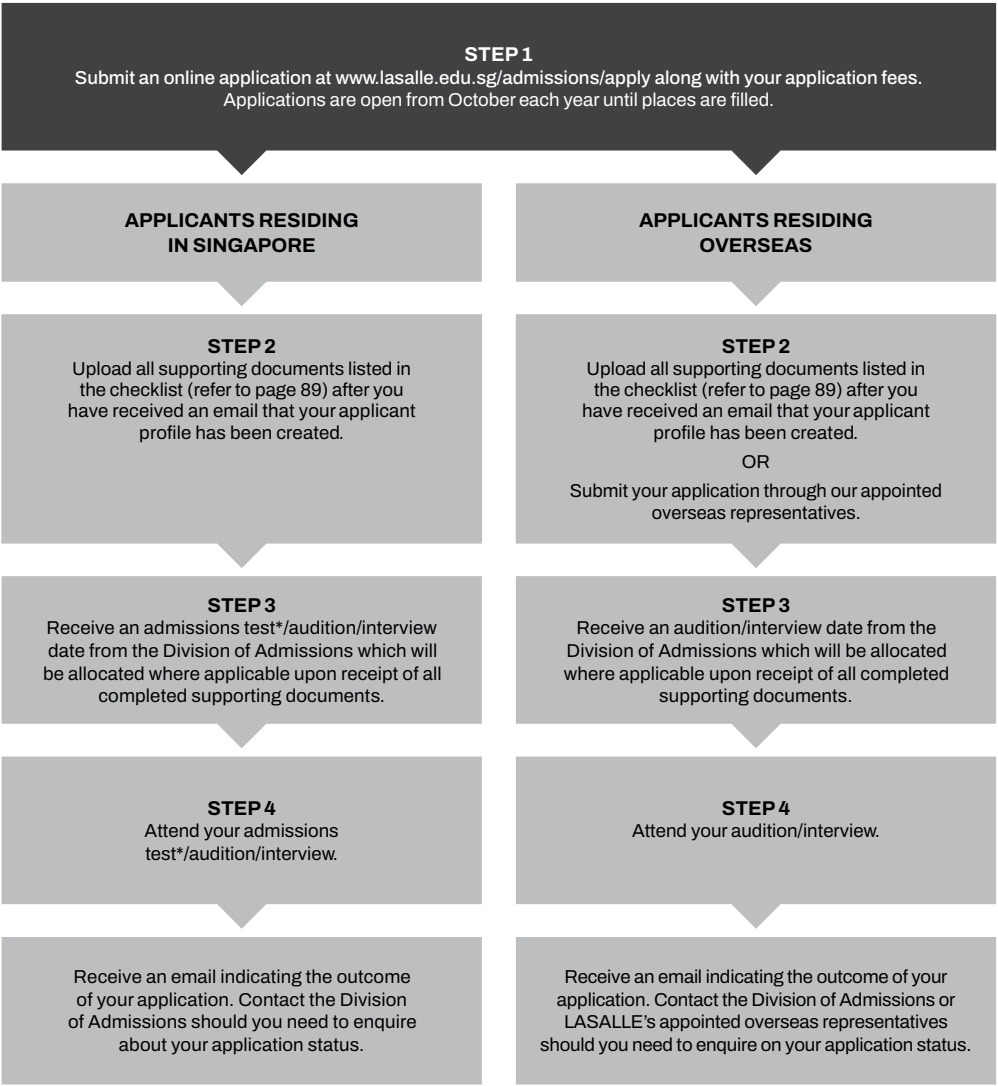 STEP 1
Submit an online application at www.lasalle.edu.sg/admissions/apply along with your application fees.
Applications are open from October each year until places are filled.
APPLICANTS RESIDING
IN SINGAPORE
STEP 2
Upload all supporting documents listed in
the checklist (refer to page 89) after you
have received an email that your applicant
profile has been created.
STEP 3
Receive an admissions test*/audition/interview
date from the Division of Admissions which will
be allocated where applicable upon receipt of all
completed supporting documents.
STEP 4
Attend your admissions
test*/audition/interview.
Receive an email indicating the outcome
of your application. Contact the Division
of Admissions should you need to enquire
about your application status.
APPLICANTS RESIDING
OVERSEAS
STEP 2
Upload all supporting documents listed in
the checklist (refer to page 89) after you
have received an email that your applicant
profile has been created.
OR
Submit your application through our appointed
overseas representatives.
STEP 3
Receive an audition/interview date from the
Division of Admissions which will be allocated
where applicable upon receipt of all completed
supporting documents.
STEP 4
Attend your audition/interview.
Receive an email indicating the outcome of your
application. Contact the Division of Admissions or
LASALLE’s appointed overseas representatives
should you need to enquire on your application status.